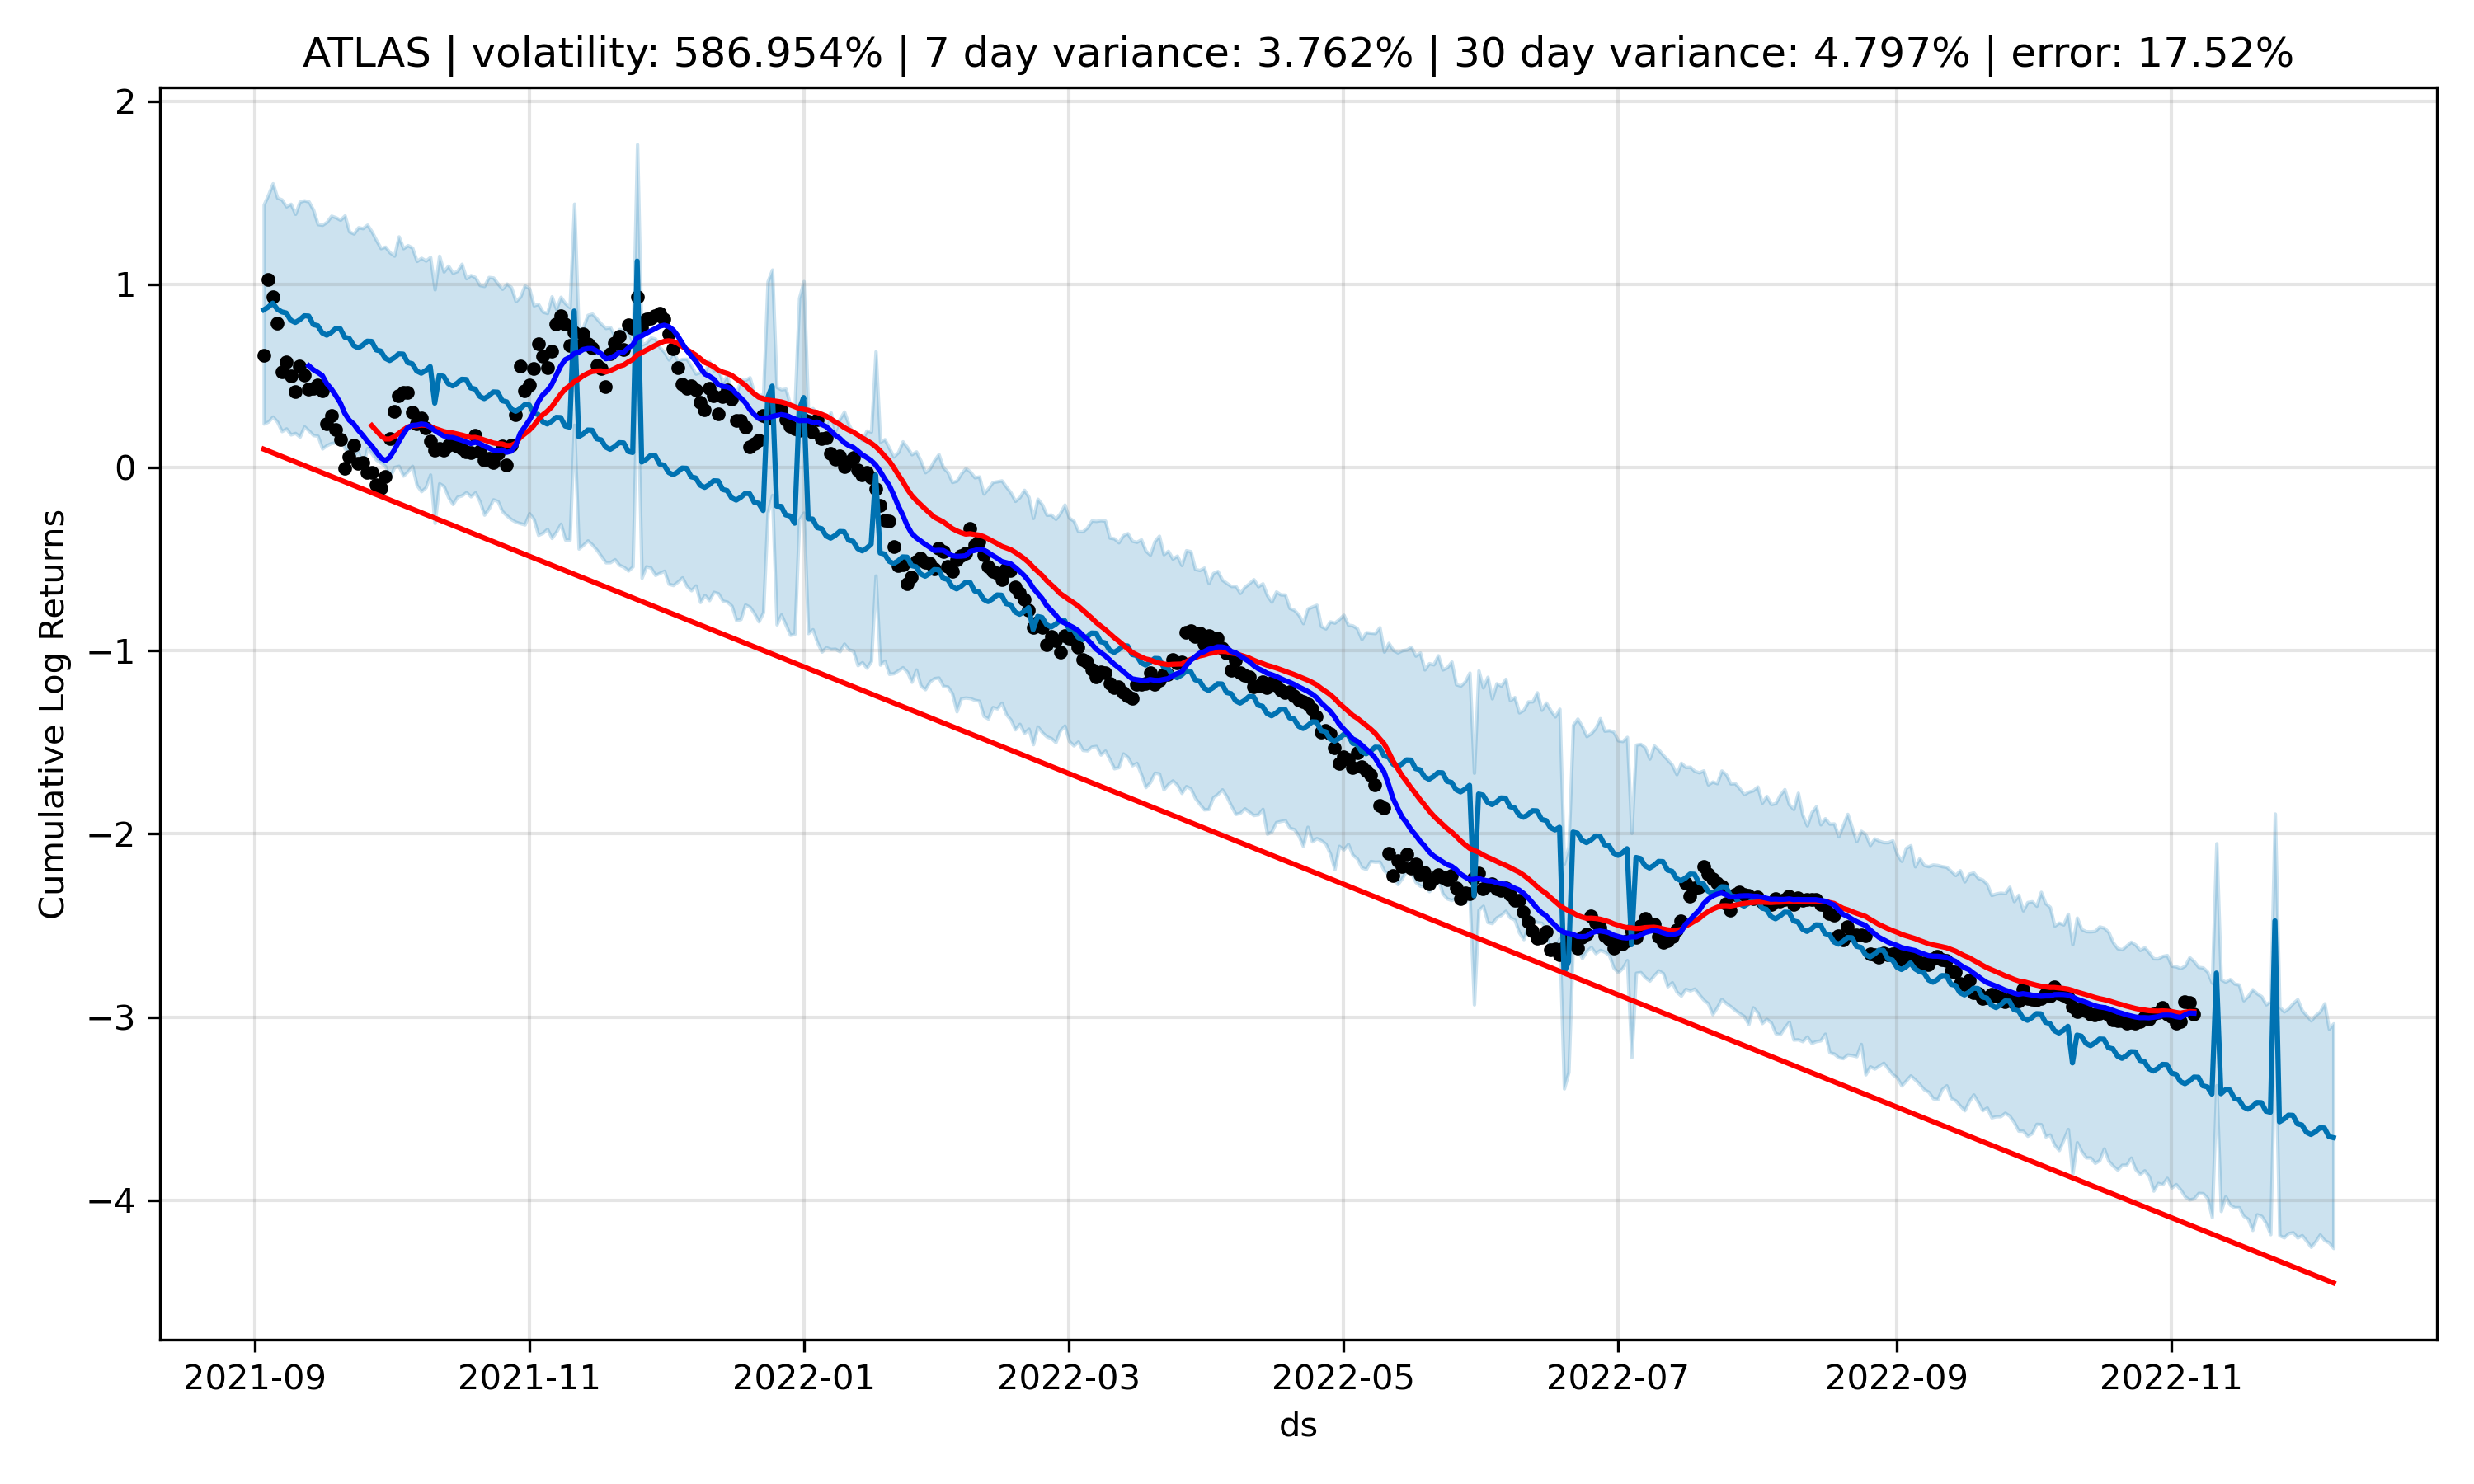 ATLAS | volatility: 586.954% | 7 day variance: 3.762% | 30 day variance: 4.797% | error: 17.52%
Cumulative Log Returns
2
1
0
−1
−2
−3
−4
2021-09 2021-11 2022-01 2022-03 2022-05 2022-07 2022-09 2022-11
ds